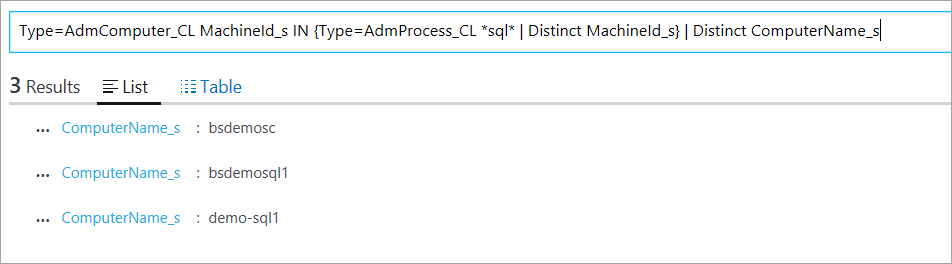 Type=AdmComputer_CL MachineId_s IN {Type=AdmProcess_CL *sql* | Distinct MachineId_s} | Distinct ComputerName_s
3 Results List Table
... ComputerName_s : bsdemosc
... ComputerName_s : bsdemosql1
... ComputerName_s : demo-sql1